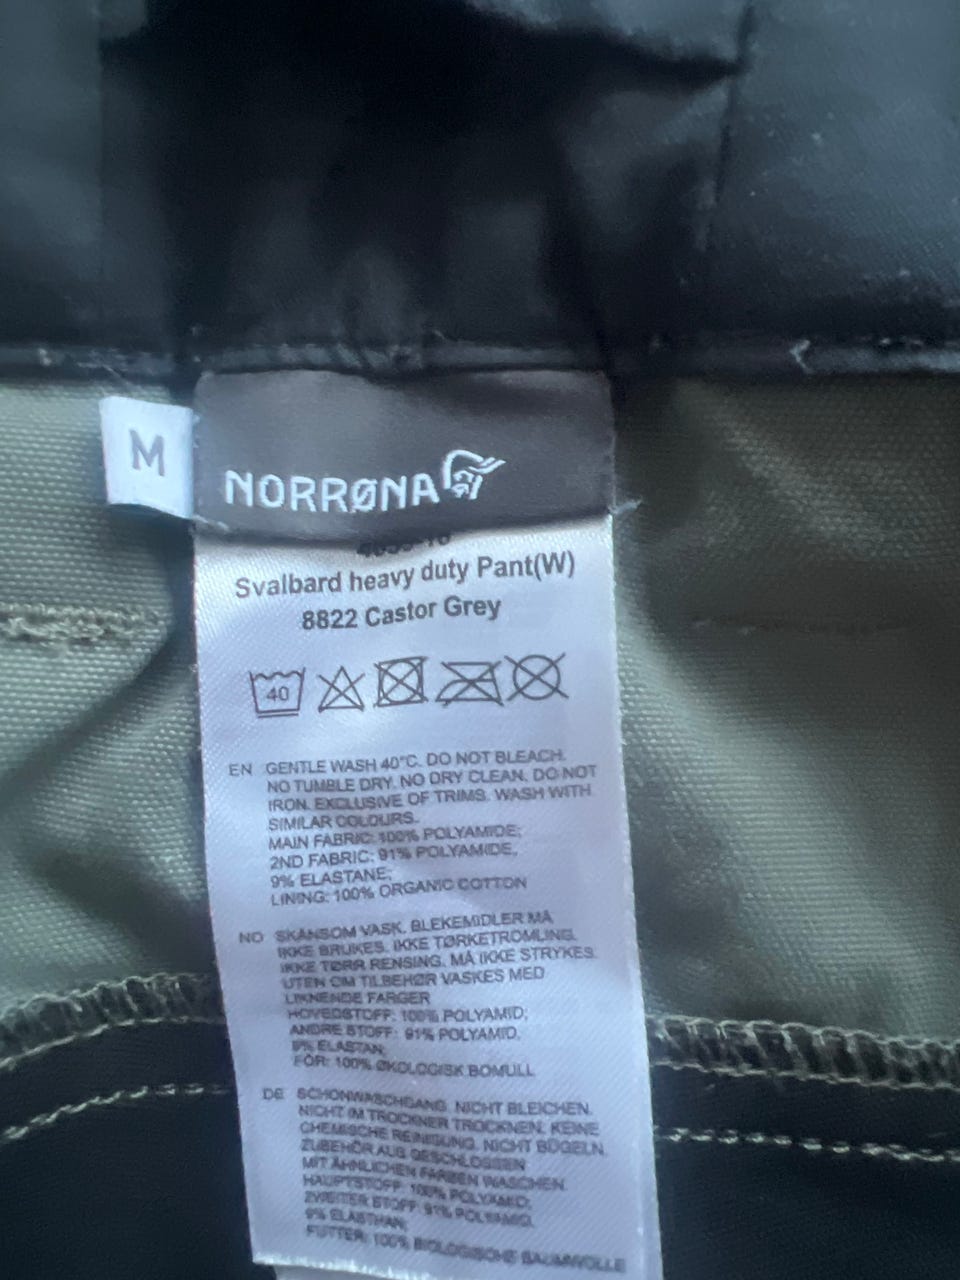 M
NORRØNA
Svalbard heavy duty Pant(W)
8822 Castor Grey
40
EN GENTLE WASH 40°C. DO NOT BLEACH.
NO TUMBLE DRY. NO DRY CLEAN. DO NOT
IRON. EXCLUSIVE OF TRIMS. WASH WITH
SIMILAR COLOURS.
MAIN FABRIC: 100% POLYAMIDE;
2ND FABRIC: 91% POLYAMIDE,
9% ELASTANE;
LINING: 100% ORGANIC COTTON
NO SKÅNSOM VASK. BLEKEMIDLER MÅ
IKKE BRUKES. IKKE TØRKETROMLING.
IKKE TØRR RENSING. MÅ IKKE STRYKES.
UTEN OM TILBEHØR VASKES MED
LIKNENDE FARGER
HOVEDSTOFF: 100% POLYAMID;
ANDRE STOFF: 91% POLYAMID,
9% ELASTAN;
FÔR: 100% ØKOLOGISK BOMULL
DE SCHONWASCHGANG. NICHT BLEICHEN.
NICHT IM TROCKNER TROCKNEN. KEINE
CHEMISCHE REINIGUNG. NICHT BÜGELN.
ZUBEHÖR AUS GESCHLOSSEN
MIT ÄHNLICHEN FARBEN WASCHEN.
HAUPTSTOFF: 100% POLYAMID;
ZWEITER STOFF: 91% POLYAMID,
9% ELASTHAN;
FUTTER: 100% BIOLOGISCHE BAUMWOLLE